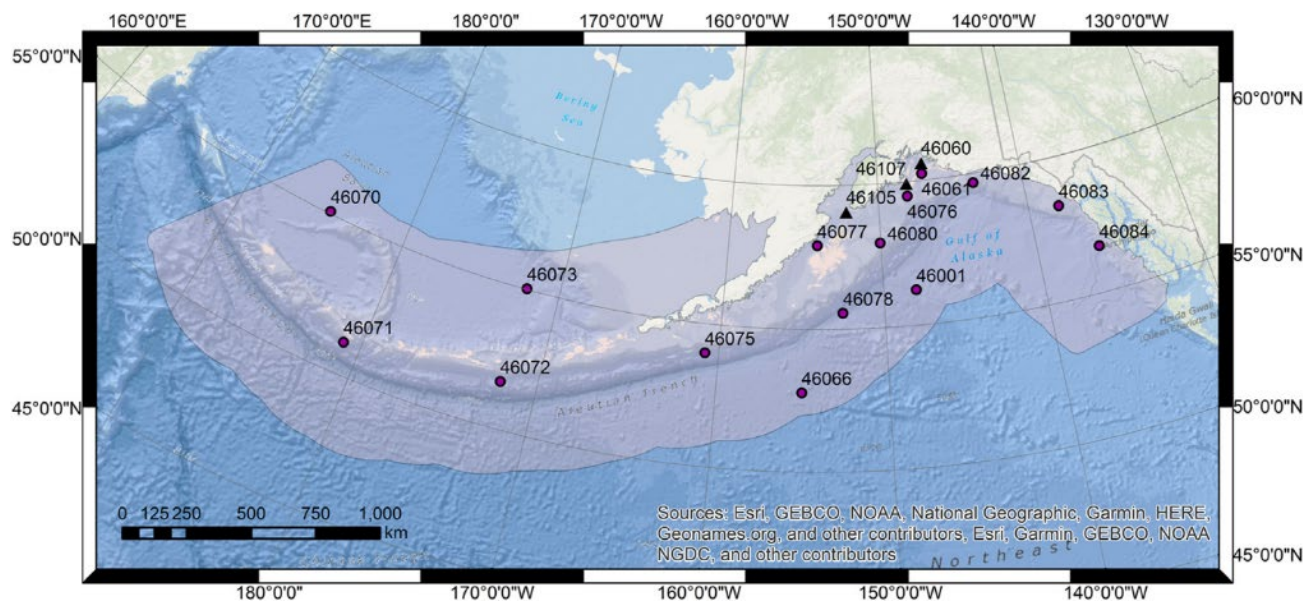 160°0'0"E 170°0'0"E 180°0'0" 170°0'0"W 160°0'0"W 150°0'0"W 140°0'0"W 130°0'0"W
55°0'0"N
60°0'0"N
Bering
Sea
46060
46107
46082
46105
46061
46083
46070
46076
46077
46080
46084
Gulf of
Alaska
50°0'0"N
55°0'0"N
46073
46001
46078
46071
46075
46072
46066
Aleutian Trench
45°0'0"N
50°0'0"N
0 125 250 500 750 1,000
km
Sources: Esri, GEBCO, NOAA, National Geographic, Garmin, HERE,
Geonames.org, and other contributors, Esri, Garmin, GEBCO, NOAA
NGDC, and other contributors
Northeast
45°0'0"N
180°0'0" 170°0'0"W 160°0'0"W 150°0'0"W 140°0'0"W